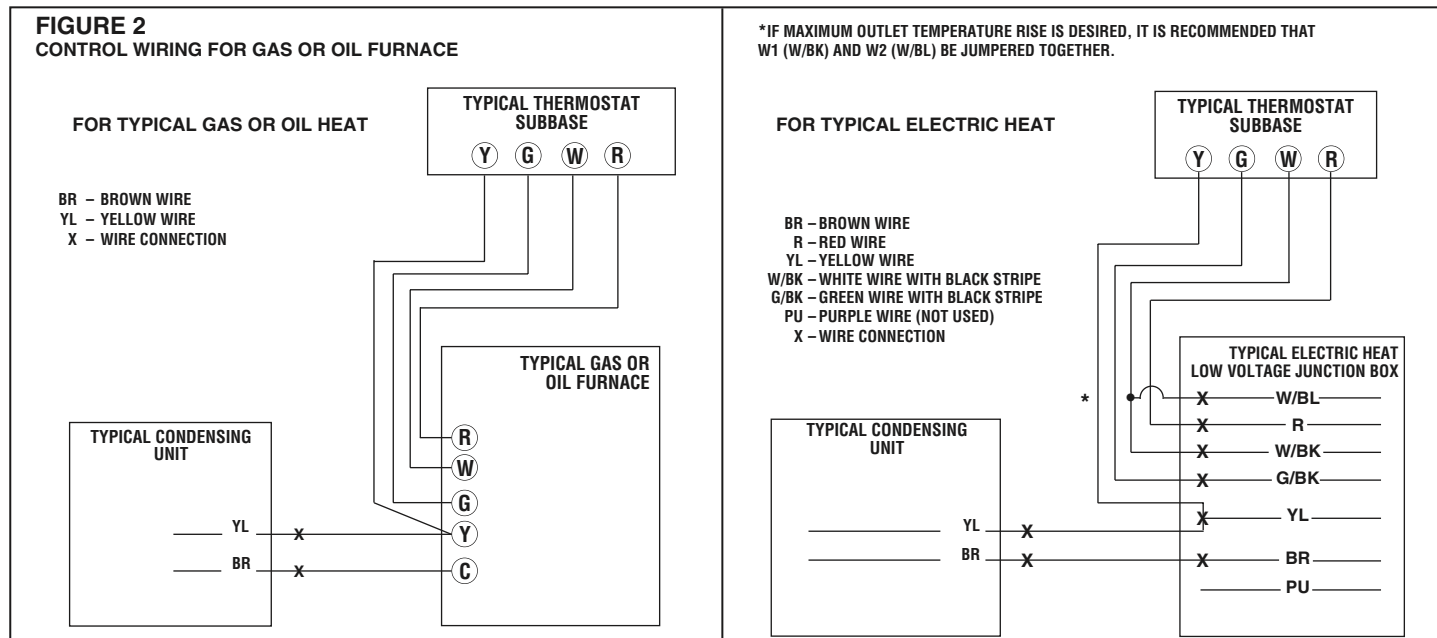 FIGURE 2
CONTROL WIRING FOR GAS OR OIL FURNACE
FOR TYPICAL GAS OR OIL HEAT
TYPICAL THERMOSTAT
SUBBASE
Y G W R
BR – BROWN WIRE
YL – YELLOW WIRE
X – WIRE CONNECTION
TYPICAL GAS OR
OIL FURNACE
R
W
G
Y
C
TYPICAL CONDENSING
UNIT
YL X
BR X
*IF MAXIMUM OUTLET TEMPERATURE RISE IS DESIRED, IT IS RECOMMENDED THAT
W1 (W/BK) AND W2 (W/BL) BE JUMPERED TOGETHER.
FOR TYPICAL ELECTRIC HEAT
TYPICAL THERMOSTAT
SUBBASE
Y G W R
BR – BROWN WIRE
R – RED WIRE
YL – YELLOW WIRE
W/BK – WHITE WIRE WITH BLACK STRIPE
G/BK – GREEN WIRE WITH BLACK STRIPE
PU – PURPLE WIRE (NOT USED)
X – WIRE CONNECTION
TYPICAL ELECTRIC HEAT
LOW VOLTAGE JUNCTION BOX
* X W/BL
X R
X W/BK
X G/BK
X YL
X BR
PU
TYPICAL CONDENSING
UNIT
YL X
BR X